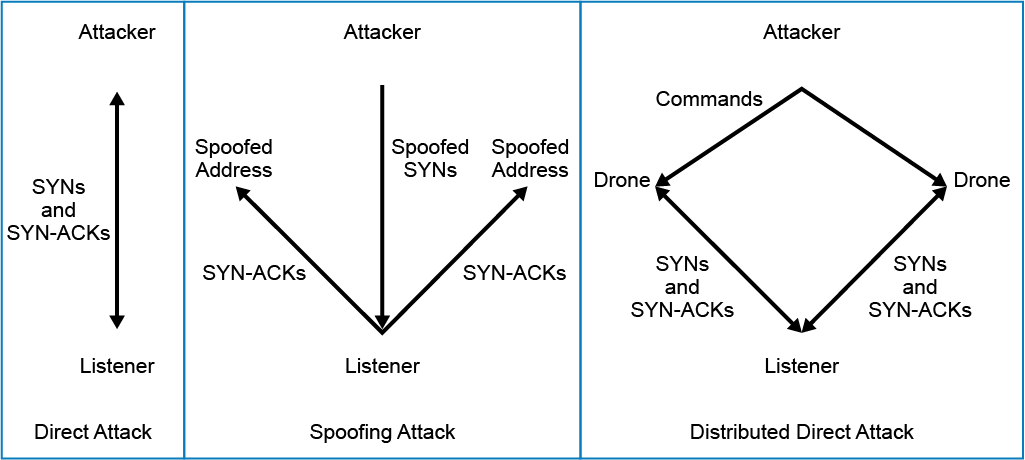 Attacker
SYNs
and
SYN-ACKs
Listener
Direct Attack
Attacker
Spoofed
Address
Spoofed
SYNs
Spoofed
Address
SYN-ACKs
SYN-ACKs
Listener
Spoofing Attack
Attacker
Commands
Drone
Drone
SYNs
and
SYN-ACKs
SYNs
and
SYN-ACKs
Listener
Distributed Direct Attack